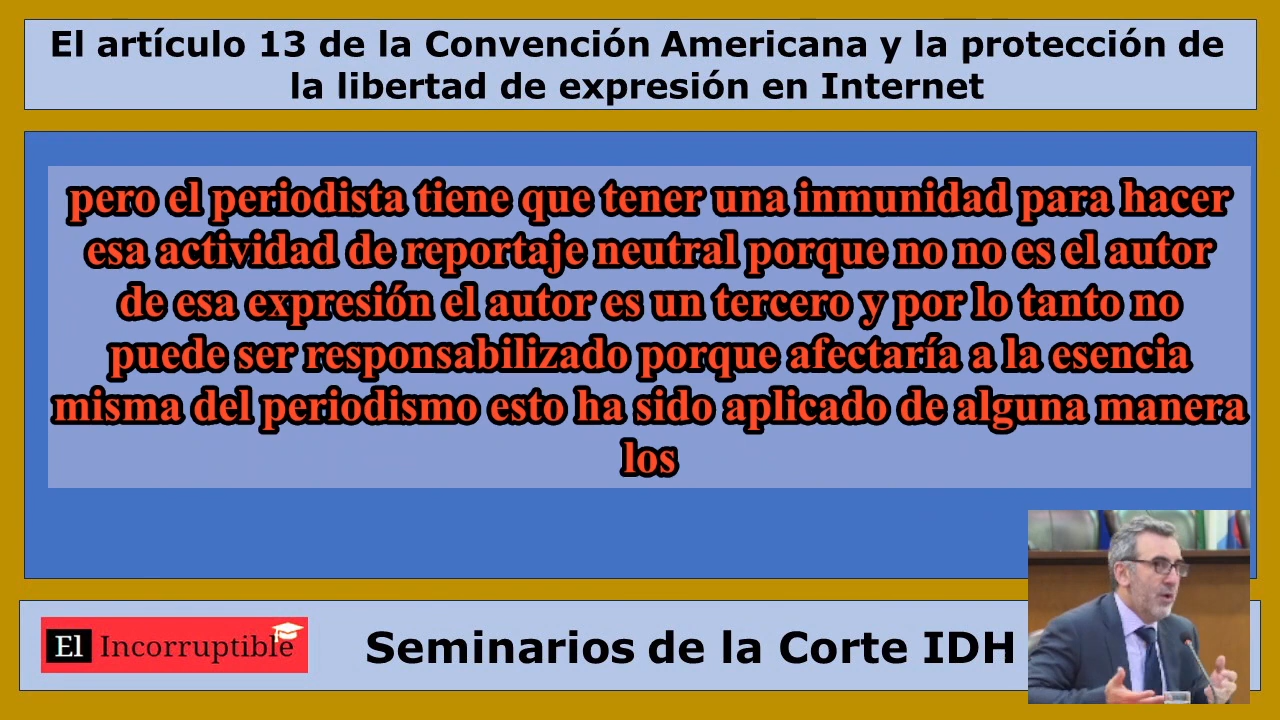 El artículo 13 de la Convención Americana y la protección de
la libertad de expresión en Internet
pero el periodista tiene que tener una inmunidad para hacer
esa actividad de reportaje neutral porque no no es el autor
de esa expresión el autor es un tercero y por lo tanto no
puede ser responsabilizado porque afectaría a la esencia
misma del periodismo esto ha sido aplicado de alguna manera
los
El Incorruptible
Seminarios de la Corte IDH